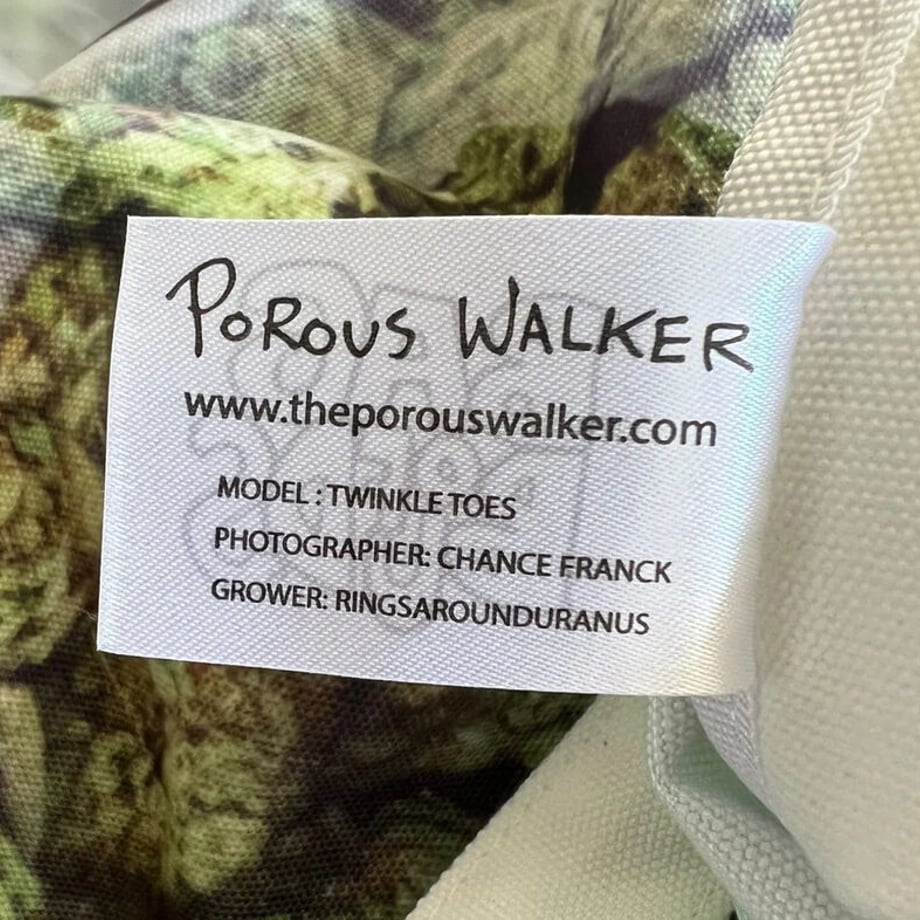 POROUS WALKER
www.theporouswalker.com
MODEL : TWINKLE TOES
PHOTOGRAPHER: CHANCE FRANCK
GROWER: RINGSAROUNDURANUS